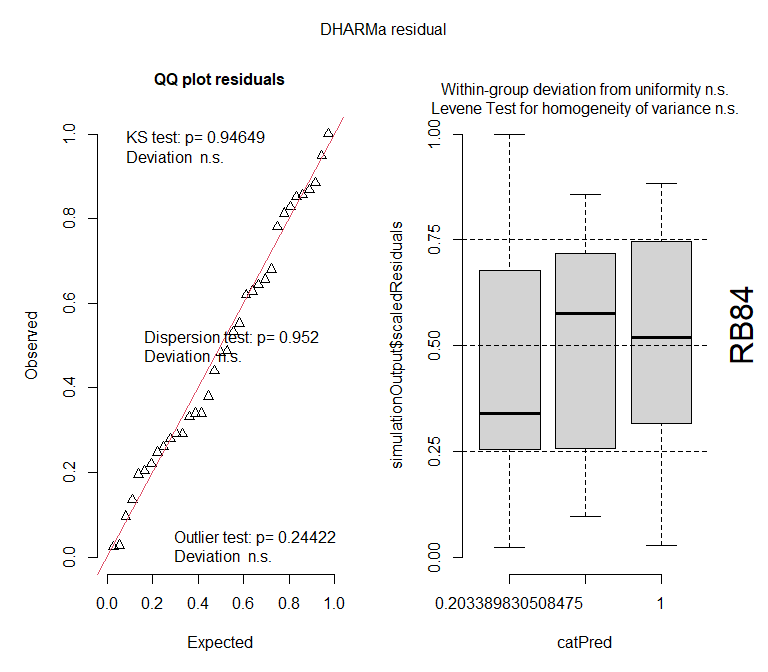 DHARMa residual
QQ plot residuals
KS test: p= 0.94649
Deviation n.s.
Dispersion test: p= 0.952
Deviation n.s.
Outlier test: p= 0.24422
Deviation n.s.
Observed
0.0 0.2 0.4 0.6 0.8 1.0
0.0 0.2 0.4 0.6 0.8 1.0
Expected
Within-group deviation from uniformity n.s.
Levene Test for homogeneity of variance n.s.
simulationOutput$scaledResiduals
0.00 0.25 0.50 0.75 1.00
0.203389830508475 1
catPred
RB84